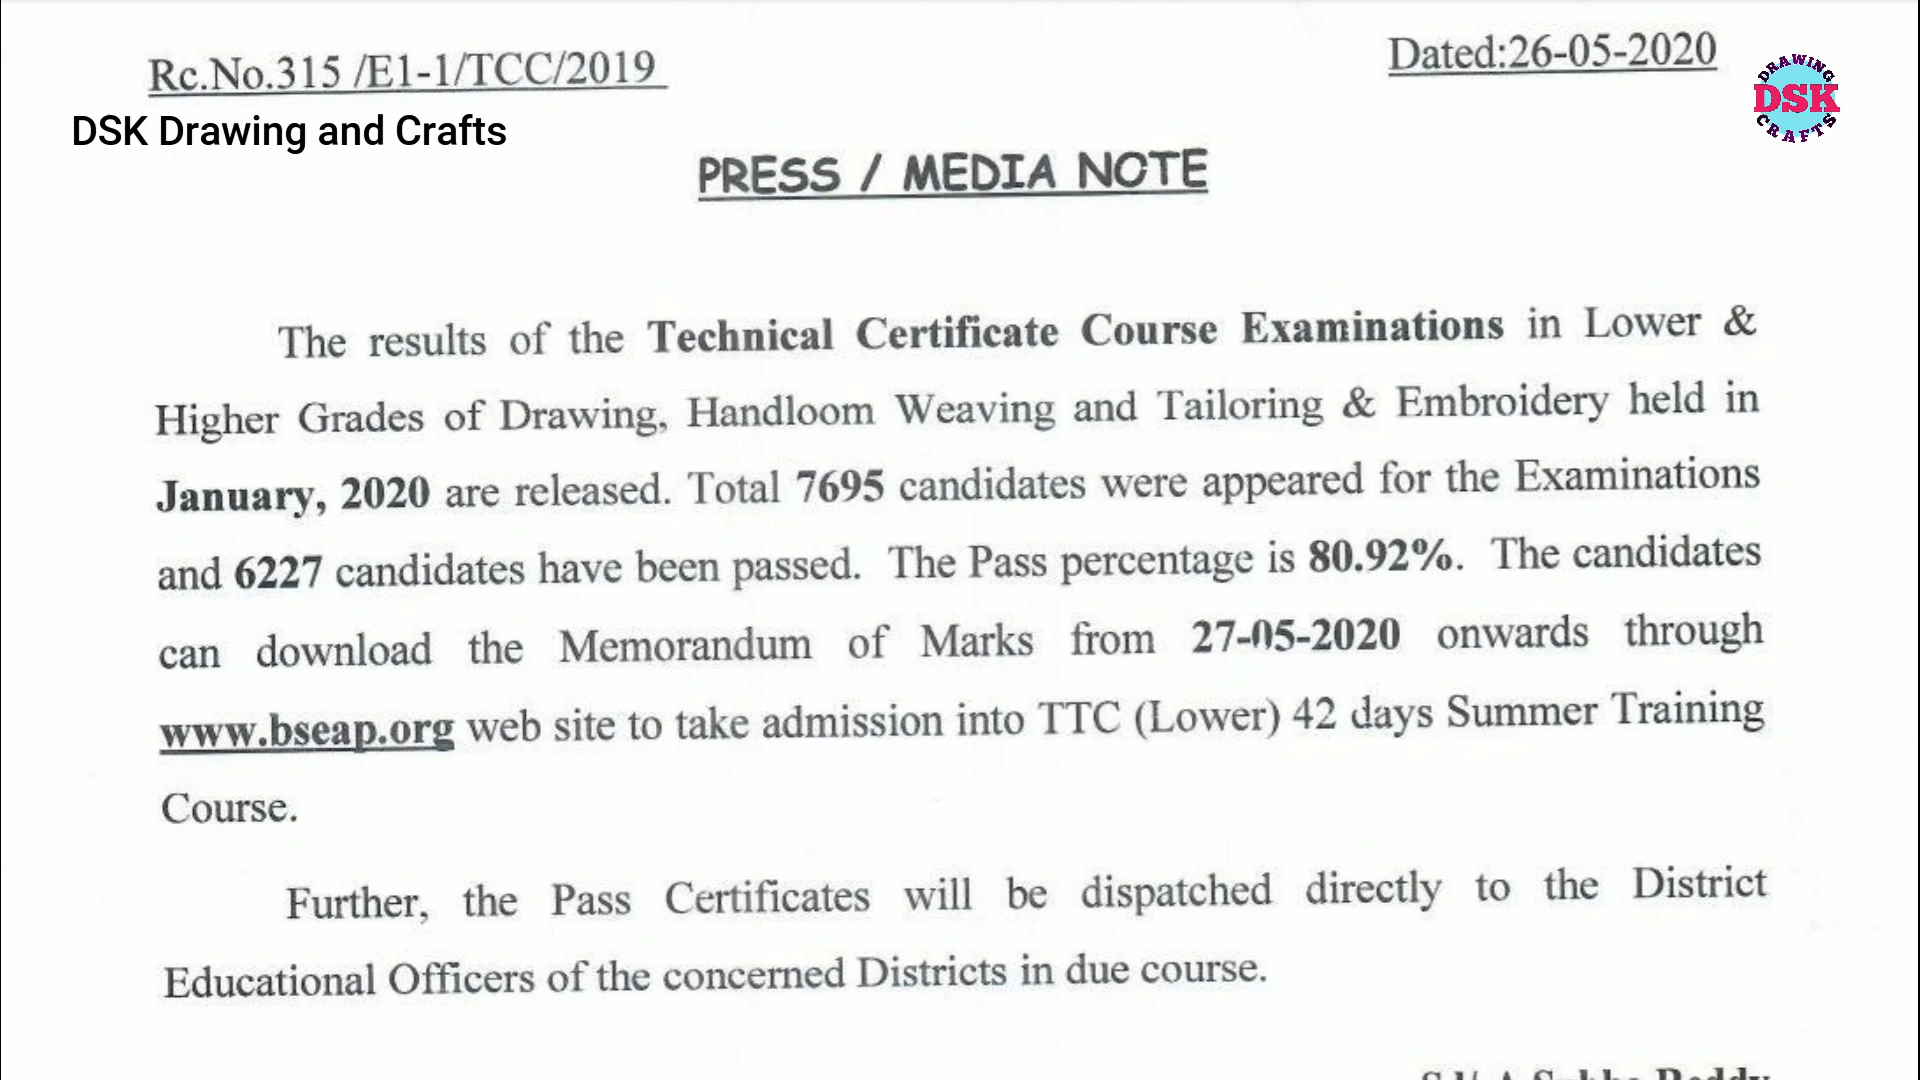 Rc.No.315 /E1-1/TCC/2019
Dated:26-05-2020
DRAWING
DSK
CRAFTS
DSK Drawing and Crafts
PRESS / MEDIA NOTE
The results of the Technical Certificate Course Examinations in Lower &
Higher Grades of Drawing, Handloom Weaving and Tailoring & Embroidery held in
January, 2020 are released. Total 7695 candidates were appeared for the Examinations
and 6227 candidates have been passed. The Pass percentage is 80.92%. The candidates
can download the Memorandum of Marks from 27-05-2020 onwards through
www.bseap.org web site to take admission into TTC (Lower) 42 days Summer Training
Course.
Further, the Pass Certificates will be dispatched directly to the District
Educational Officers of the concerned Districts in due course.